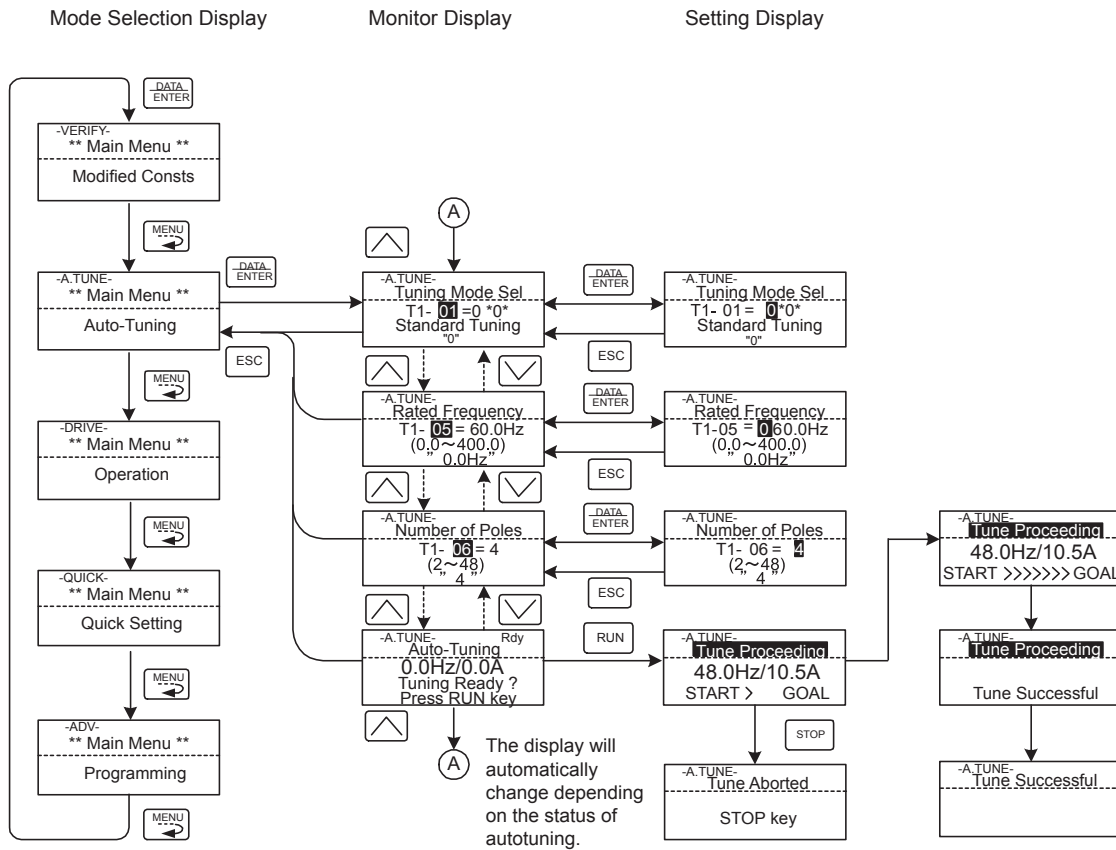 Mode Selection Display
Monitor Display
Setting Display
DATA
ENTER
-VERIFY-
** Main Menu **
Modified Consts
MENU
-A.TUNE-
** Main Menu **
Auto-Tuning
DATA
ENTER
ESC
MENU
-DRIVE-
** Main Menu **
Operation
MENU
-QUICK-
** Main Menu **
Quick Setting
MENU
-ADV-
** Main Menu **
Programming
MENU
A
-A.TUNE-
Tuning Mode Sel
T1- 01 =0 *0*
Standard Tuning
"0"
DATA
ENTER
ESC
-A.TUNE-
Tuning Mode Sel
T1- 01 = 0*0*
Standard Tuning
"0"
-A.TUNE-
Rated Frequency
T1- 05 = 60.0Hz
(0.0~400.0)
" 0.0Hz"
DATA
ENTER
ESC
-A.TUNE-
Rated Frequency
T1-05 = 060.0Hz
(0.0~400.0)
" 0.0Hz"
-A.TUNE-
Number of Poles
T1- 06 = 4
(2~48)
" 4 "
DATA
ENTER
ESC
-A.TUNE-
Number of Poles
T1- 06 = 4
(2~48)
" 4 "
-A.TUNE- Rdy
Auto-Tuning
0.0Hz/0.0A
Tuning Ready ?
Press RUN key
RUN
A
The display will
automatically
change depending
on the status of
autotuning.
-A.TUNE-
Tune Proceeding
48.0Hz/10.5A
START > GOAL
STOP
-A.TUNE-
Tune Aborted
STOP key
-A.TUNE-
Tune Proceeding
48.0Hz/10.5A
START >>>>>>> GOAL
-A.TUNE-
Tune Proceeding
Tune Successful
-A.TUNE-
Tune Successful